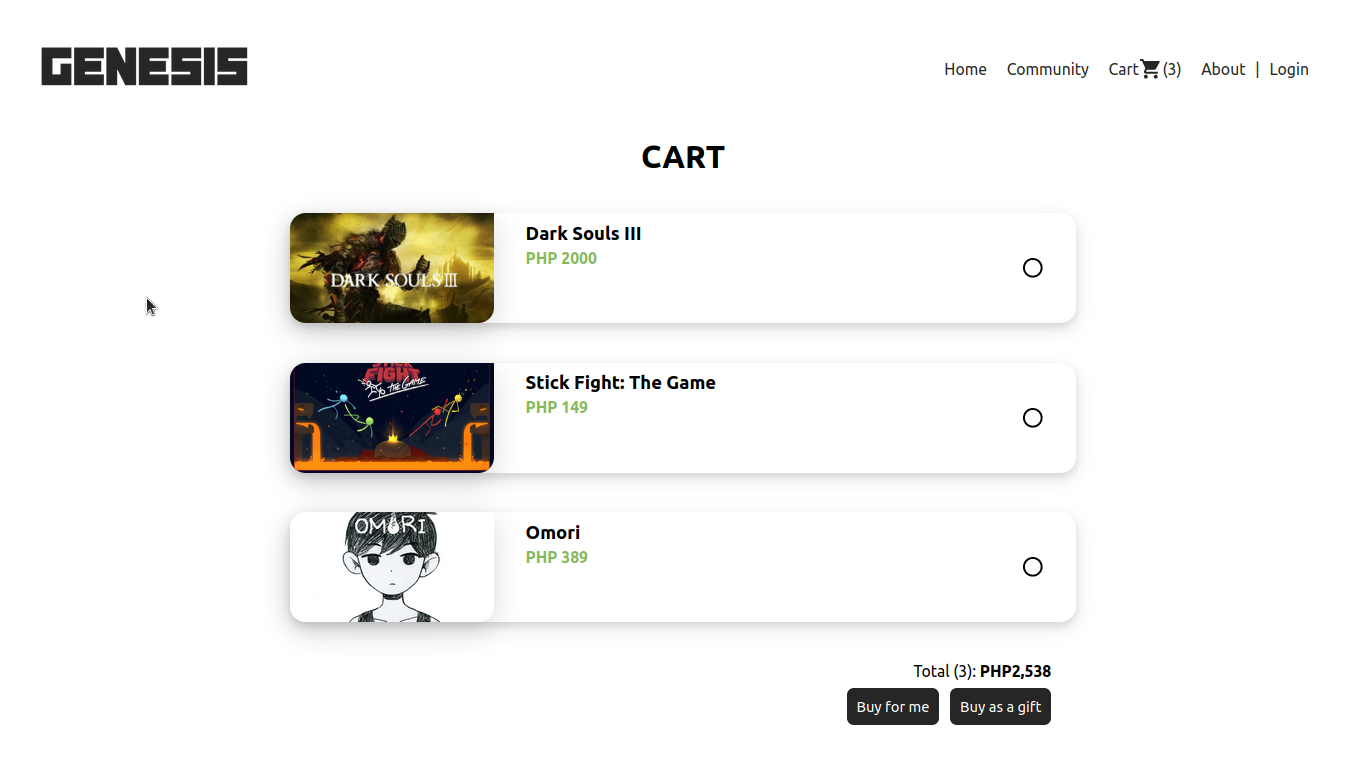 GENESIS
Home Community Cart (3) About | Login
CART
DARK SOULS III
Dark Souls III
PHP 2000
STICK
FIGHT
THE GAME
Stick Fight: The Game
PHP 149
OMORI
Omori
PHP 389
Total (3): PHP2,538
Buy for me Buy as a gift